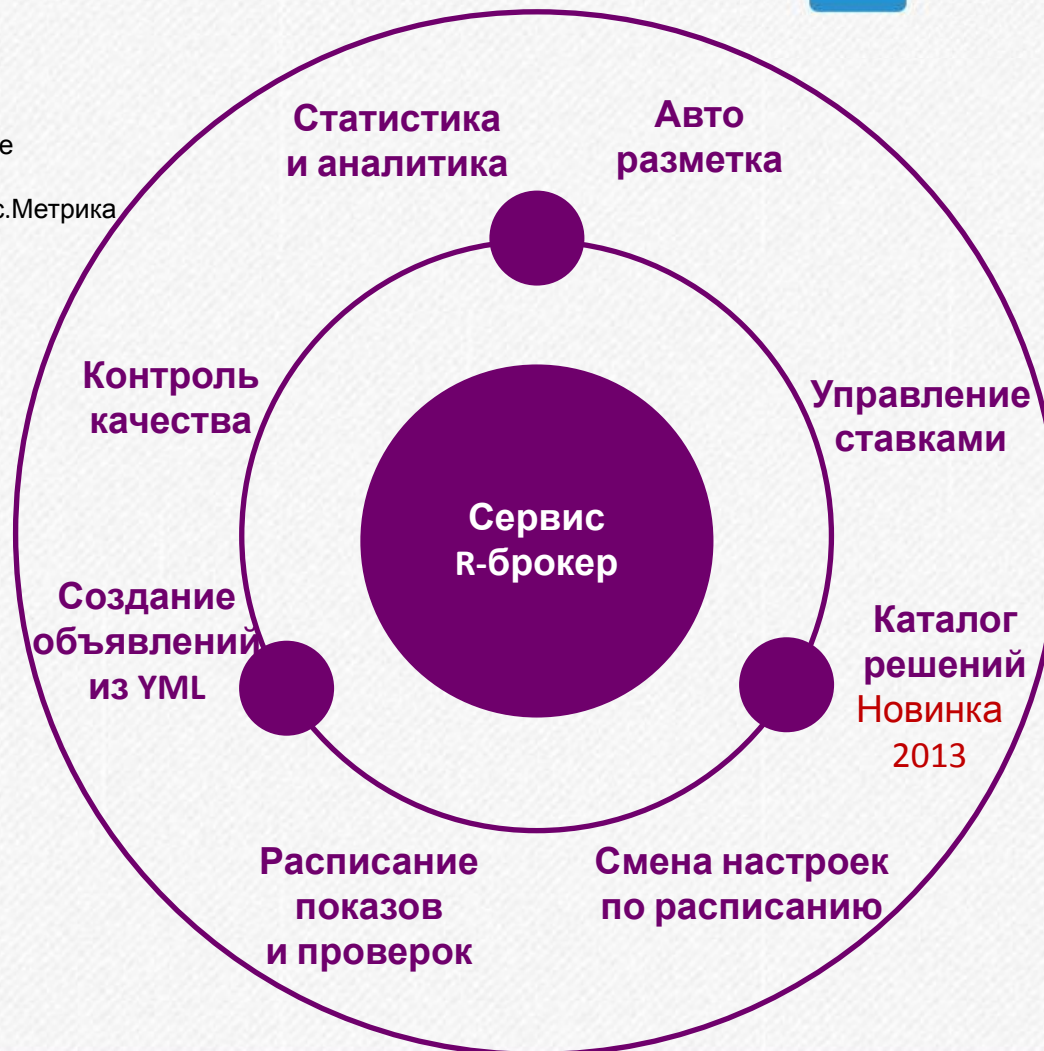 Статистика
и аналитика
Авто
разметка
с.Метрика
Контроль
качества
Управление
ставками
Сервис
R-брокер
Создание
объявлений
из YML
Каталог
решений
Новинка
2013
Расписание
показов
и проверок
Смена настроек
по расписанию